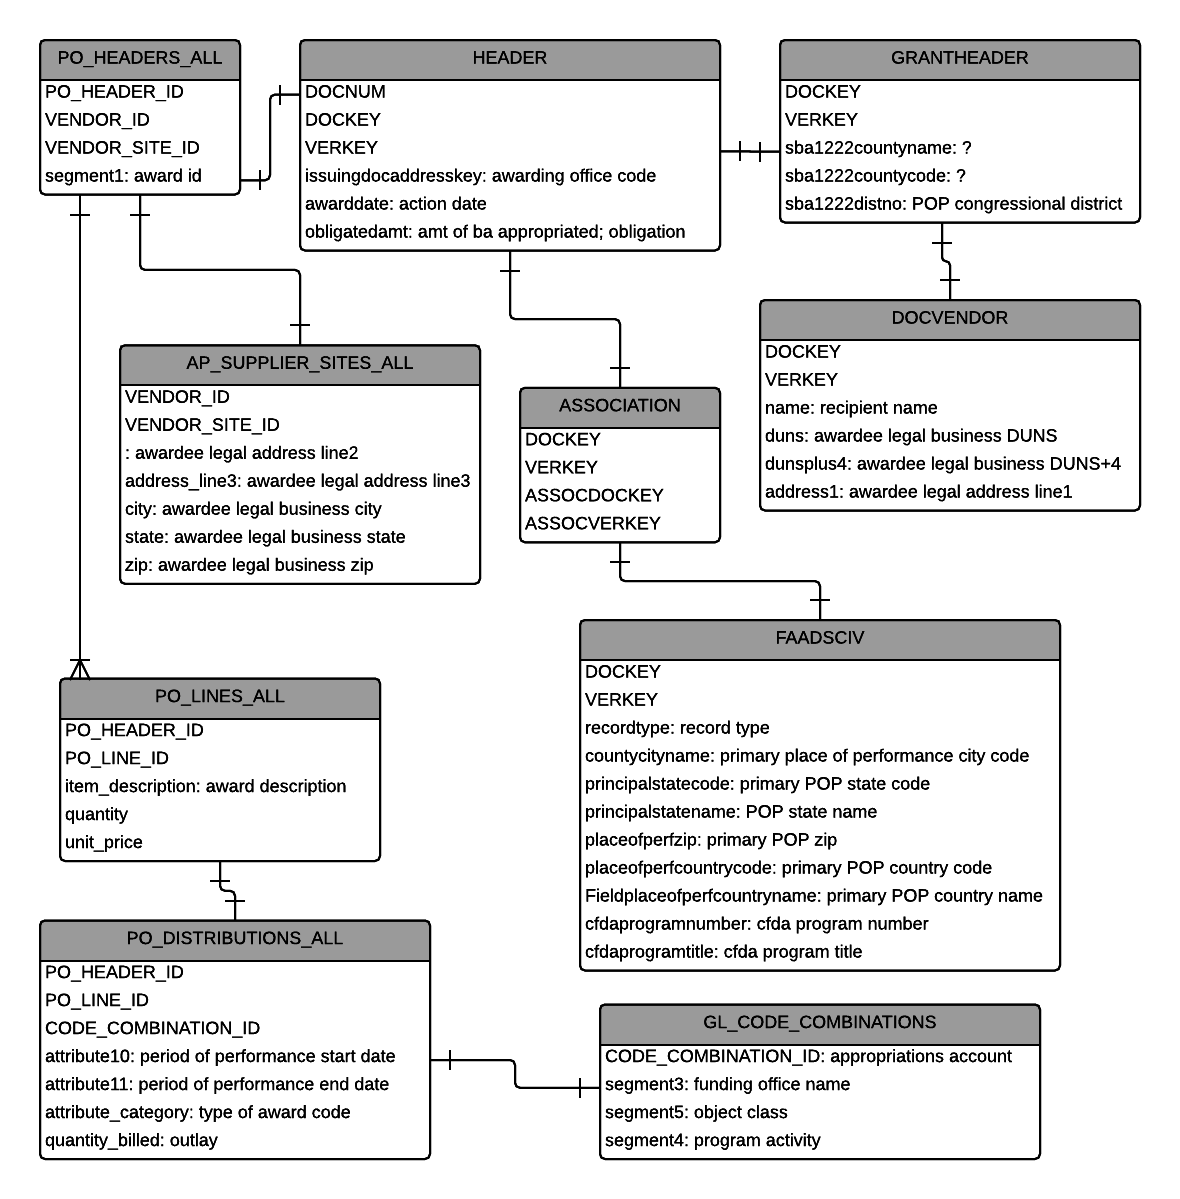 PO_HEADERS_ALL
PO_HEADER_ID
VENDOR_ID
VENDOR_SITE_ID
segment1: award id
HEADER
DOCNUM
DOCKEY
VERKEY
issuingdocaddresskey: awarding office code
awarddate: action date
obligatedamt: amt of ba appropriated; obligation
GRANTHEADER
DOCKEY
VERKEY
sba1222countyname: ?
sba1222countycode: ?
sba1222distno: POP congressional district
DOCVENDOR
DOCKEY
VERKEY
name: recipient name
duns: awardee legal business DUNS
dunsplus4: awardee legal business DUNS+4
address1: awardee legal address line1
AP_SUPPLIER_SITES_ALL
VENDOR_ID
VENDOR_SITE_ID
: awardee legal address line2
address_line3: awardee legal address line3
city: awardee legal business city
state: awardee legal business state
zip: awardee legal business zip
ASSOCIATION
DOCKEY
VERKEY
ASSOCDOCKEY
ASSOCVERKEY
FAADSCIV
DOCKEY
VERKEY
recordtype: record type
countycityname: primary place of performance city code
principalstatecode: primary POP state code
principalstatename: POP state name
placeofperfzip: primary POP zip
placeofperfcountrycode: primary POP country code
Fieldplaceofperfcountryname: primary POP country name
cfdaprogramnumber: cfda program number
cfdaprogramtitle: cfda program title
PO_LINES_ALL
PO_HEADER_ID
PO_LINE_ID
item_description: award description
quantity
unit_price
PO_DISTRIBUTIONS_ALL
PO_HEADER_ID
PO_LINE_ID
CODE_COMBINATION_ID
attribute10: period of performance start date
attribute11: period of performance end date
attribute_category: type of award code
quantity_billed: outlay
GL_CODE_COMBINATIONS
CODE_COMBINATION_ID: appropriations account
segment3: funding office name
segment5: object class
segment4: program activity